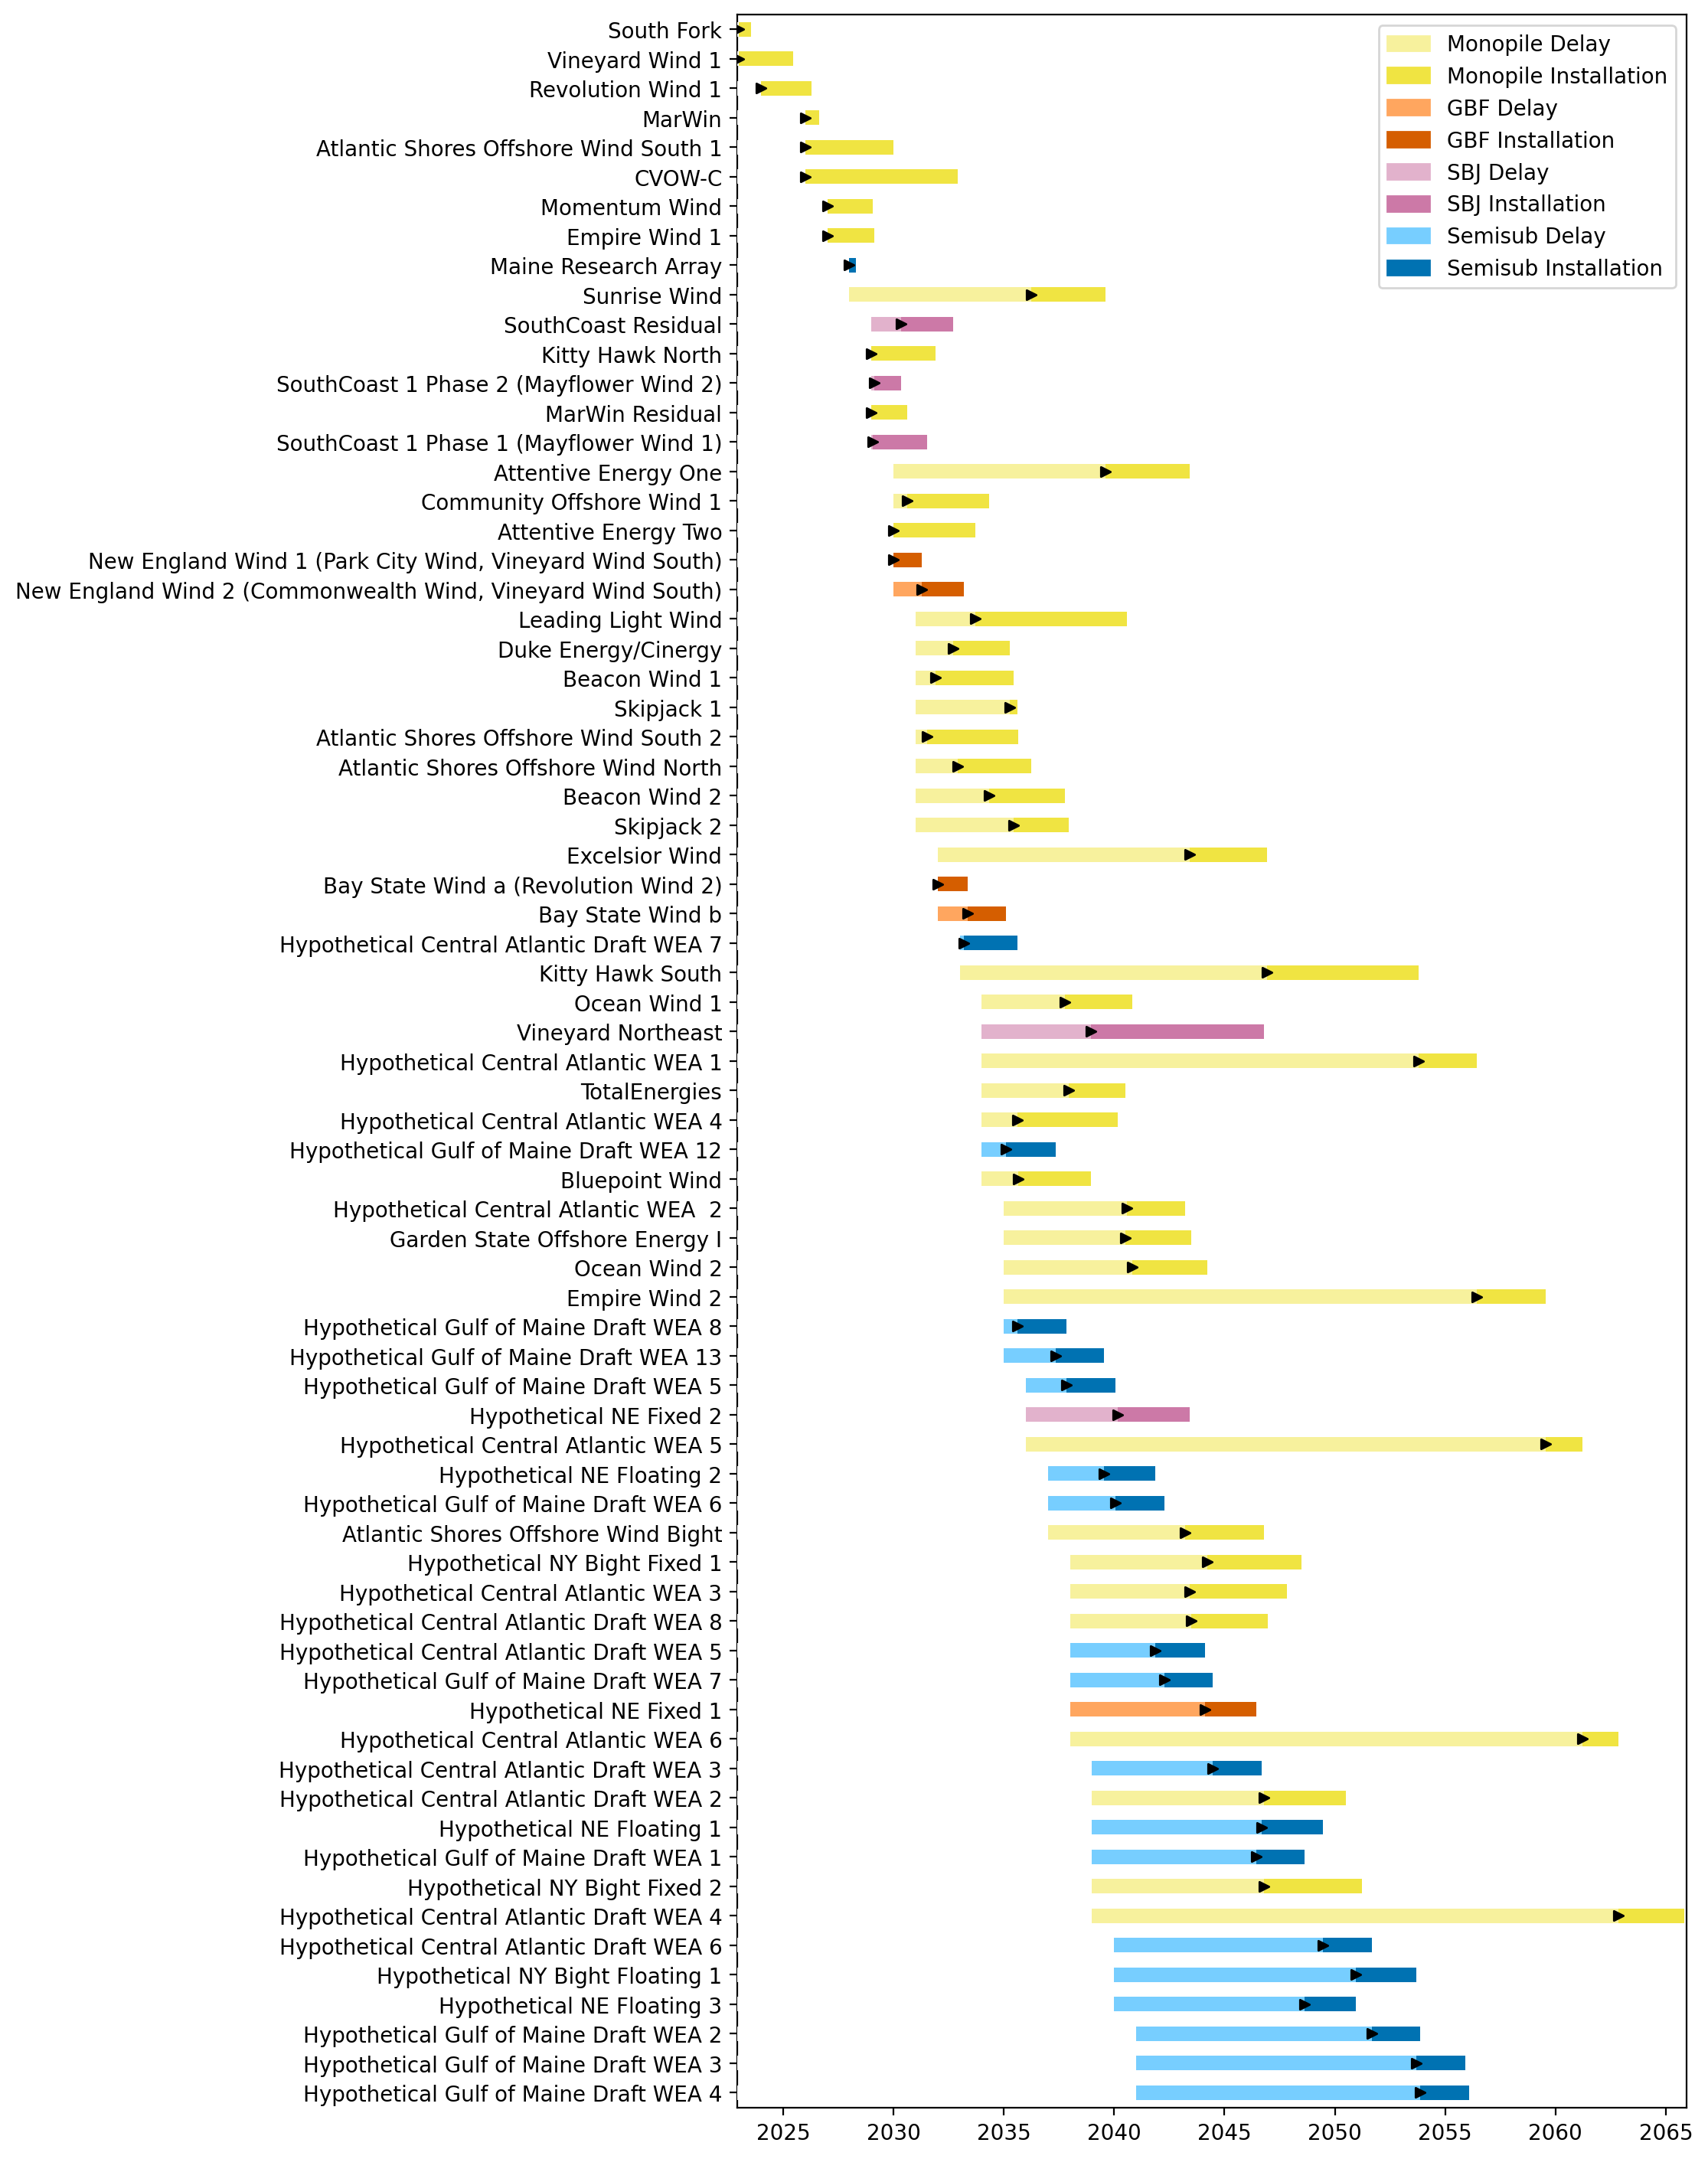 South Fork
Vineyard Wind 1
Revolution Wind 1
MarWin
Atlantic Shores Offshore Wind South 1
CVOW-C
Momentum Wind
Empire Wind 1
Maine Research Array
Sunrise Wind
SouthCoast Residual
Kitty Hawk North
SouthCoast 1 Phase 2 (Mayflower Wind 2)
MarWin Residual
SouthCoast 1 Phase 1 (Mayflower Wind 1)
Attentive Energy One
Community Offshore Wind 1
Attentive Energy Two
New England Wind 1 (Park City Wind, Vineyard Wind South)
New England Wind 2 (Commonwealth Wind, Vineyard Wind South)
Leading Light Wind
Duke Energy/Cinergy
Beacon Wind 1
Skipjack 1
Atlantic Shores Offshore Wind South 2
Atlantic Shores Offshore Wind North
Beacon Wind 2
Skipjack 2
Excelsior Wind
Bay State Wind a (Revolution Wind 2)
Bay State Wind b
Hypothetical Central Atlantic Draft WEA 7
Kitty Hawk South
Ocean Wind 1
Vineyard Northeast
Hypothetical Central Atlantic WEA 1
TotalEnergies
Hypothetical Central Atlantic WEA 4
Hypothetical Gulf of Maine Draft WEA 12
Bluepoint Wind
Hypothetical Central Atlantic WEA  2
Garden State Offshore Energy I
Ocean Wind 2
Empire Wind 2
Hypothetical Gulf of Maine Draft WEA 8
Hypothetical Gulf of Maine Draft WEA 13
Hypothetical Gulf of Maine Draft WEA 5
Hypothetical NE Fixed 2
Hypothetical Central Atlantic WEA 5
Hypothetical NE Floating 2
Hypothetical Gulf of Maine Draft WEA 6
Atlantic Shores Offshore Wind Bight
Hypothetical NY Bight Fixed 1
Hypothetical Central Atlantic WEA 3
Hypothetical Central Atlantic Draft WEA 8
Hypothetical Central Atlantic Draft WEA 5
Hypothetical Gulf of Maine Draft WEA 7
Hypothetical NE Fixed 1
Hypothetical Central Atlantic WEA 6
Hypothetical Central Atlantic Draft WEA 3
Hypothetical Central Atlantic Draft WEA 2
Hypothetical NE Floating 1
Hypothetical Gulf of Maine Draft WEA 1
Hypothetical NY Bight Fixed 2
Hypothetical Central Atlantic Draft WEA 4
Hypothetical Central Atlantic Draft WEA 6
Hypothetical NY Bight Floating 1
Hypothetical NE Floating 3
Hypothetical Gulf of Maine Draft WEA 2
Hypothetical Gulf of Maine Draft WEA 3
Hypothetical Gulf of Maine Draft WEA 4
Monopile Delay
Monopile Installation
GBF Delay
GBF Installation
SBJ Delay
SBJ Installation
Semisub Delay
Semisub Installation
2025 2030 2035 2040 2045 2050 2055 2060 2065